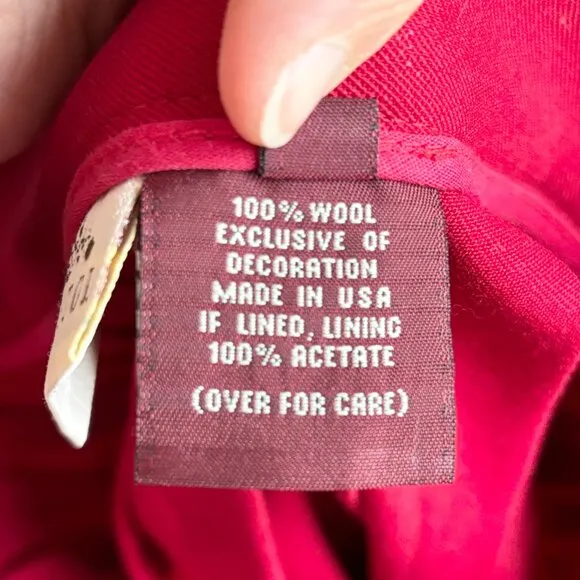 100% WOOL
EXCLUSIVE OF
DECORATION
MADE IN USA
IF LINED, LINING
100% ACETATE
(OVER FOR CARE)